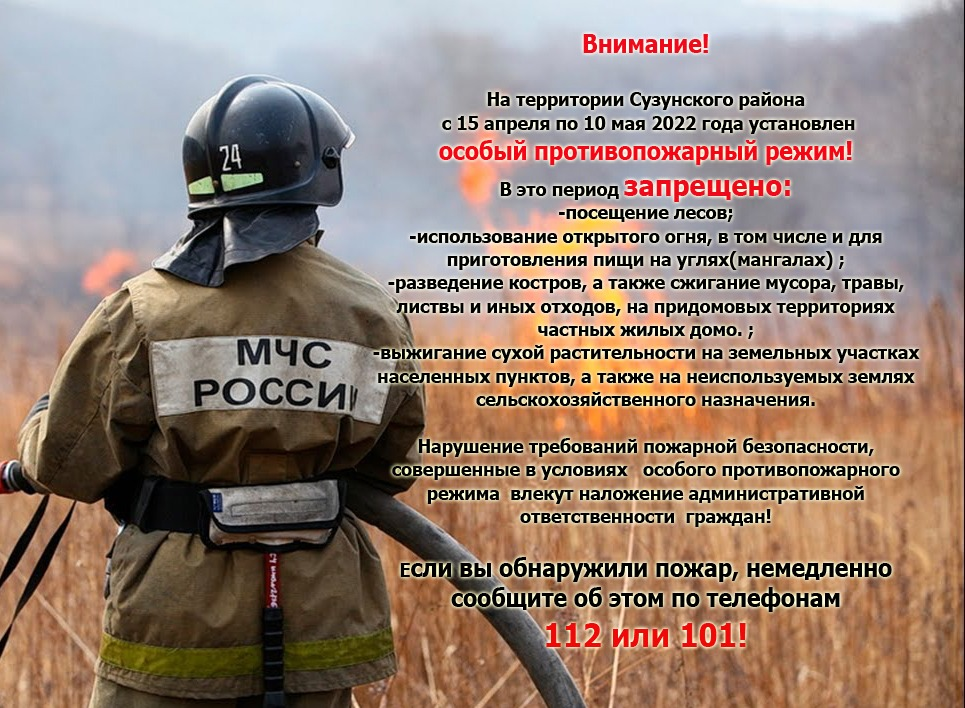 Внимание!
На территории Сузунского района
с 15 апреля по 10 мая 2022 года установлен
особый противопожарный режим!
В это период запрещено:
-посещение лесов;
-использование открытого огня, в том числе и для
приготовления пищи на углях(мангалах) ;
-разведение костров, а также сжигание мусора, травы,
листвы и иных отходов, на придомовых территориях
частных жилых домо. ;
-выжигание сухой растительности на земельных участках
населенных пунктов, а также на неиспользуемых землях
сельскохозяйственного назначения.
Нарушение требований пожарной безопасности,
совершенные в условиях особого противопожарного
режима влекут наложение административной
ответственности граждан!
Если вы обнаружили пожар, немедленно
сообщите об этом по телефонам
112 или 101!
24
МЧС
РОССИИ